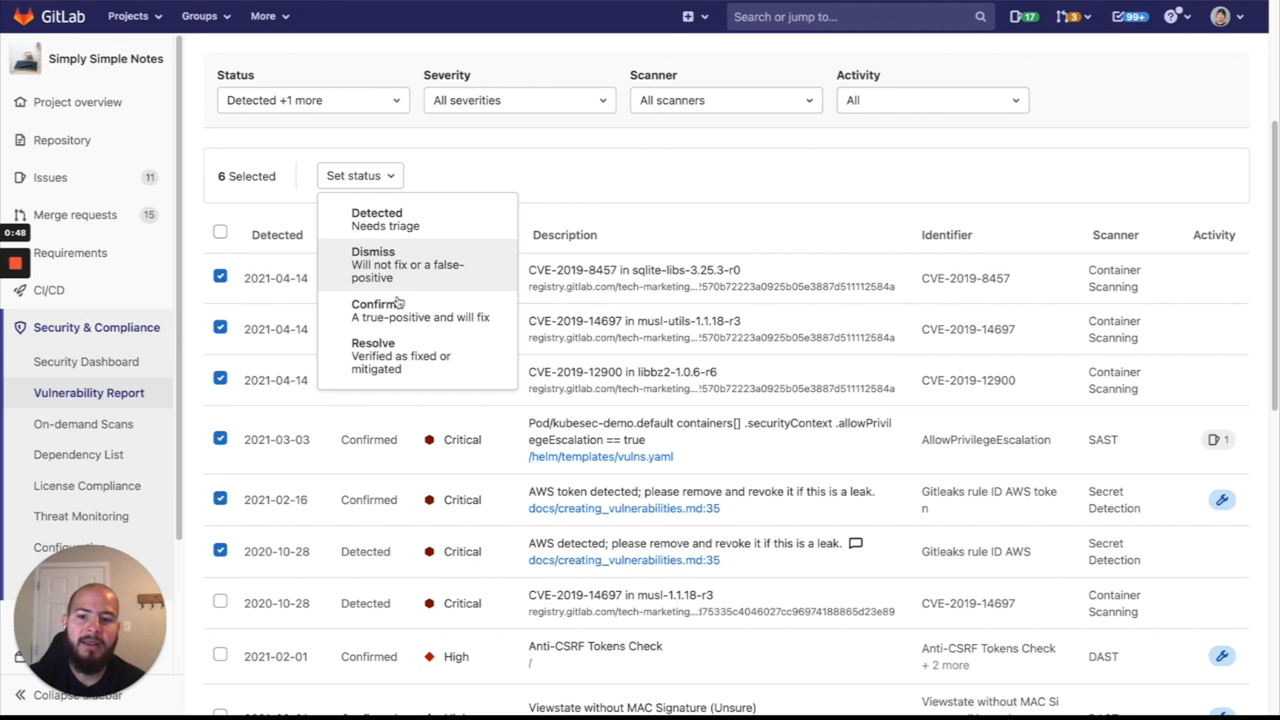 GitLab
Projects
Groups
More
Search or jump to...
17
3
99+
Simply Simple Notes
Project overview
Repository
Issues
11
Merge requests
15
0:48
Requirements
CI/CD
Security & Compliance
Security Dashboard
Vulnerability Report
On-demand Scans
Dependency List
License Compliance
Threat Monitoring
Collapse sidebar
Status
Severity
Scanner
Activity
Detected +1 more
All severities
All scanners
All
6 Selected
Set status
Detected
Needs triage
Dismiss
Will not fix or a false-
positive
Confirm
A true-positive and will fix
Resolve
Verified as fixed or
mitigated
Detected
Description
Identifier
Scanner
Activity
2021-04-14
CVE-2019-8457 in sqlite-libs-3.25.3-r0
registry.gitlab.com/tech-marketing...!570b72223a0925b05e3887d511112584a
CVE-2019-8457
Container
Scanning
2021-04-14
CVE-2019-14697 in musl-utils-1.1.18-r3
registry.gitlab.com/tech-marketing...!570b72223a0925b05e3887d511112584a
CVE-2019-14697
Container
Scanning
2021-04-14
CVE-2019-12900 in libbz2-1.0.6-r6
registry.gitlab.com/tech-marketing...!570b72223a0925b05e3887d511112584a
CVE-2019-12900
Container
Scanning
2021-03-03
Confirmed
Critical
Pod/kubesec-demo.default containers[] .securityContext .allowPrivil
egeEscalation == true
/helm/templates/vulns.yaml
AllowPrivilegeEscalation
SAST
1
2021-02-16
Confirmed
Critical
AWS token detected; please remove and revoke it if this is a leak.
docs/creating_vulnerabilities.md:35
Gitleaks rule ID AWS toke
n
Secret
Detection
2020-10-28
Detected
Critical
AWS detected; please remove and revoke it if this is a leak.
docs/creating_vulnerabilities.md:35
Gitleaks rule ID AWS
Secret
Detection
2020-10-28
Detected
Critical
CVE-2019-14697 in musl-1.1.18-r3
registry.gitlab.com/tech-marketing...f75335c4046027cc96974188865d23e89
CVE-2019-14697
Container
Scanning
2021-02-01
Confirmed
High
Anti-CSRF Tokens Check
/
Anti-CSRF Tokens Check
+ 2 more
DAST
Viewstate without MAC Signature (Unsure)
Viewstate without MAC Si